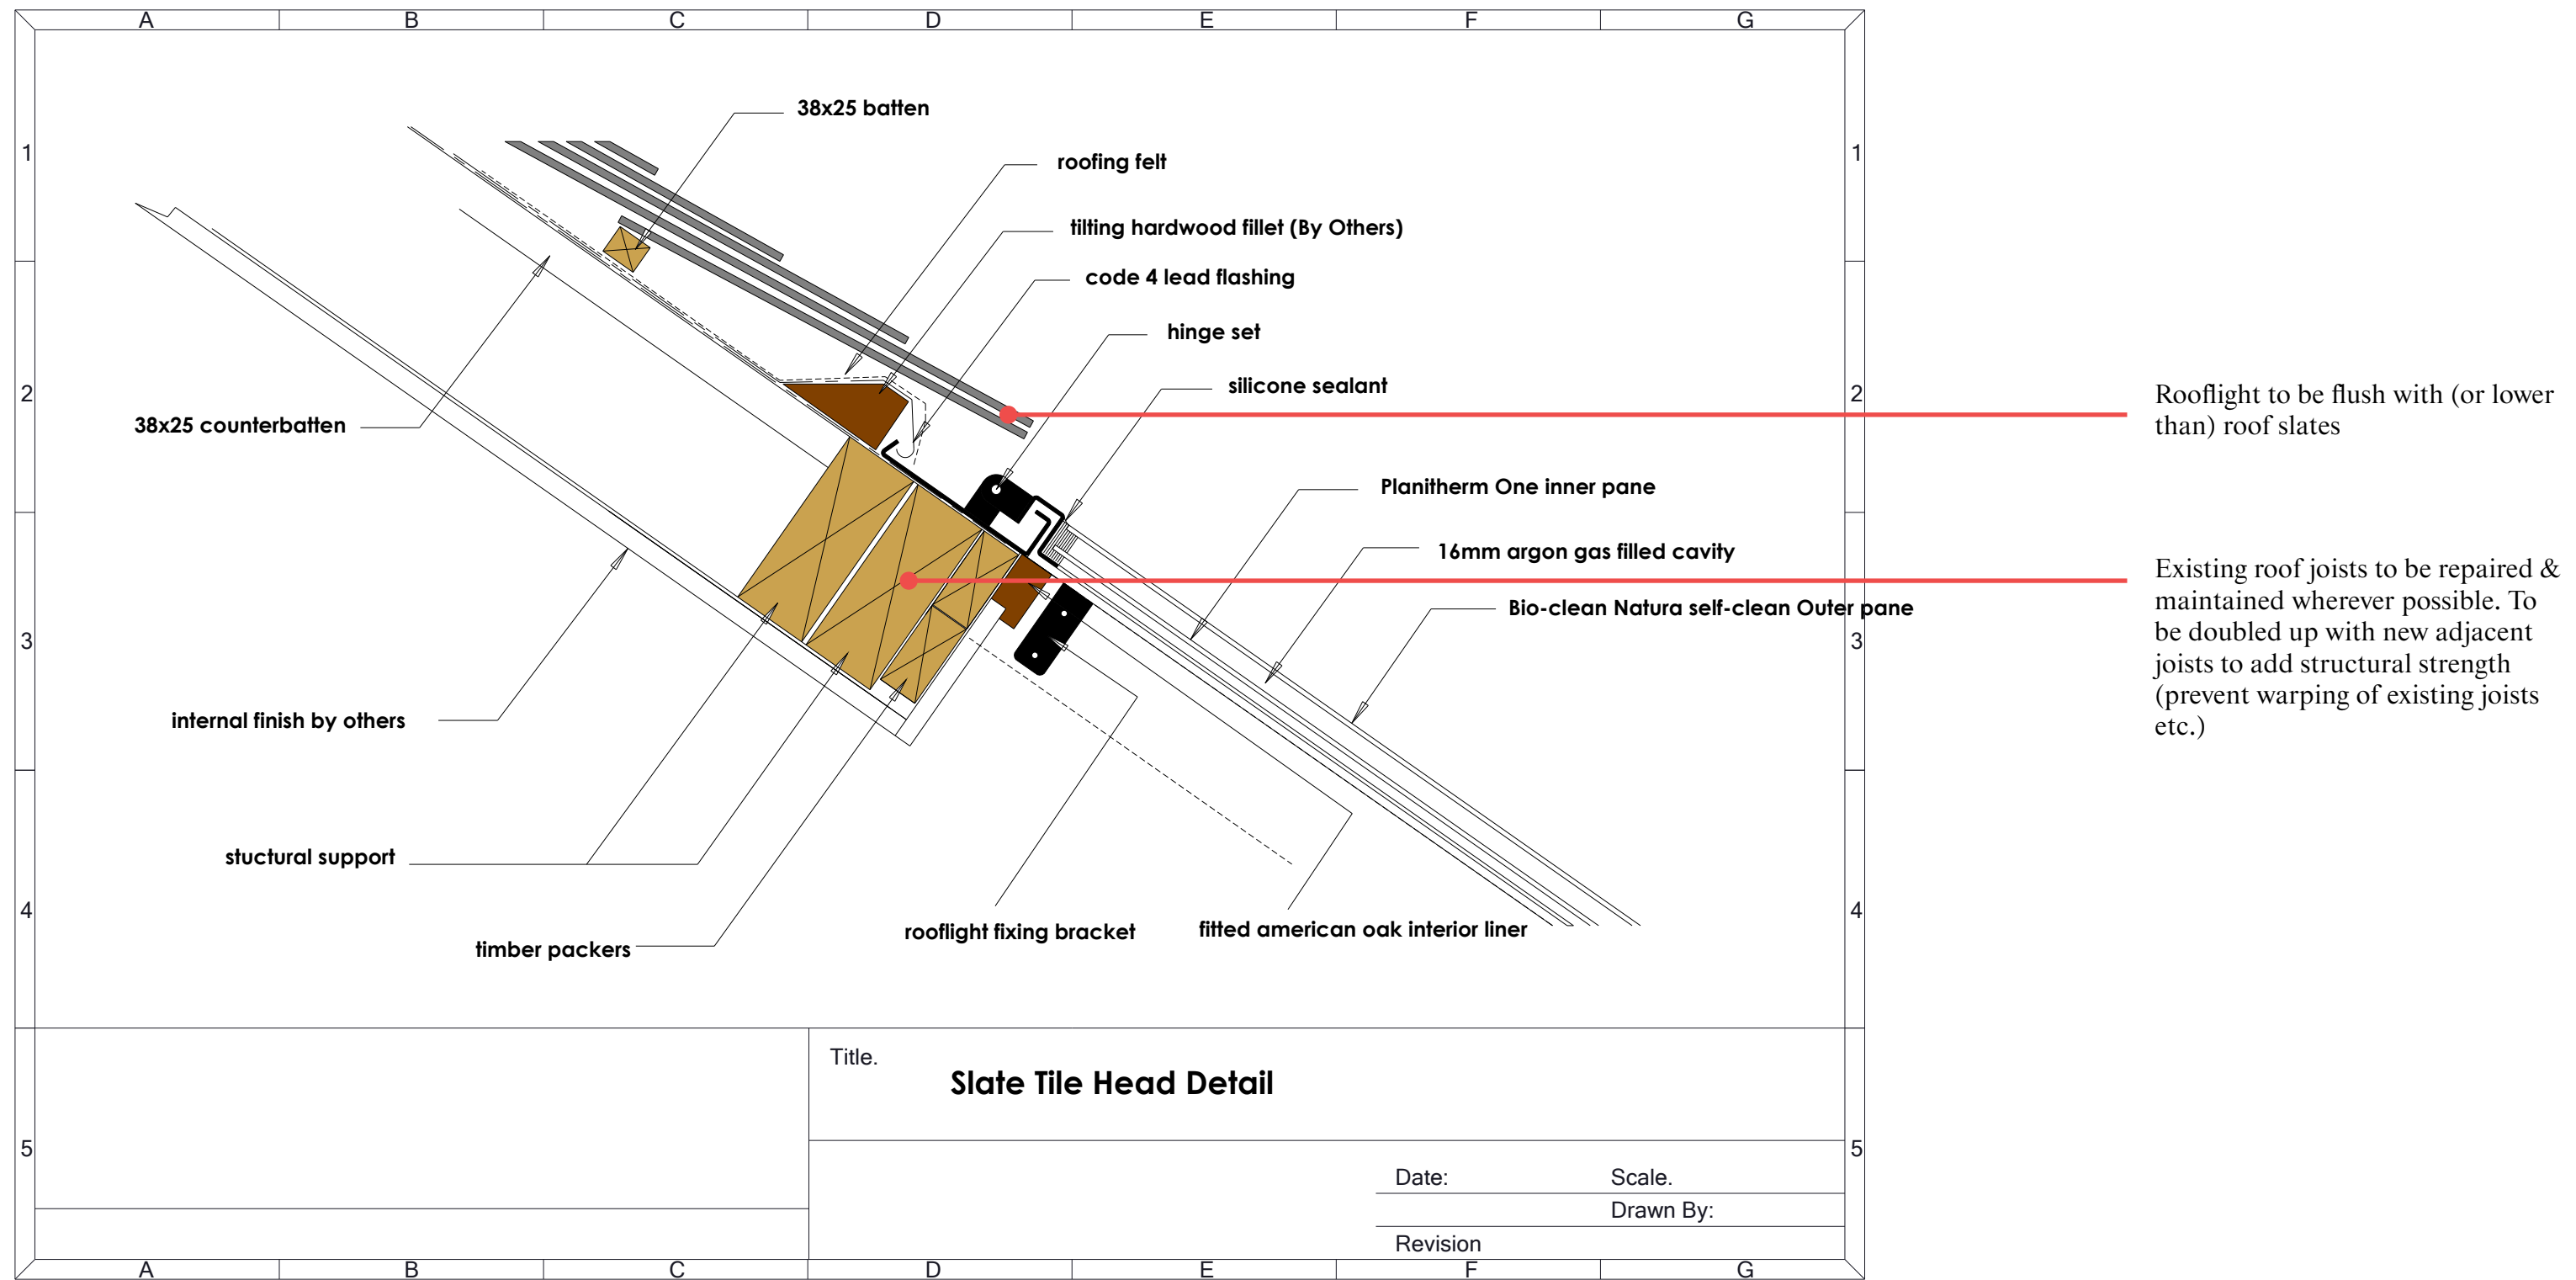 A B C D E F G
1 1
38x25 batten
roofing felt
tilting hardwood fillet (By Others)
code 4 lead flashing
hinge set
silicone sealant
2 2
38x25 counterbatten
Rooflight to be flush with (or lower
than) roof slates
Planitherm One inner pane
16mm argon gas filled cavity
Bio-clean Natura self-clean Outer pane
Existing roof joists to be repaired &
maintained wherever possible. To
be doubled up with new adjacent
joists to add structural strength
(prevent warping of existing joists
etc.)
3 3
internal finish by others
stuctural support
timber packers
rooflight fixing bracket
fitted american oak interior liner
4 4
Title.
Slate Tile Head Detail
5 5
Date: Scale.
Drawn By:
Revision
A B C D E F G